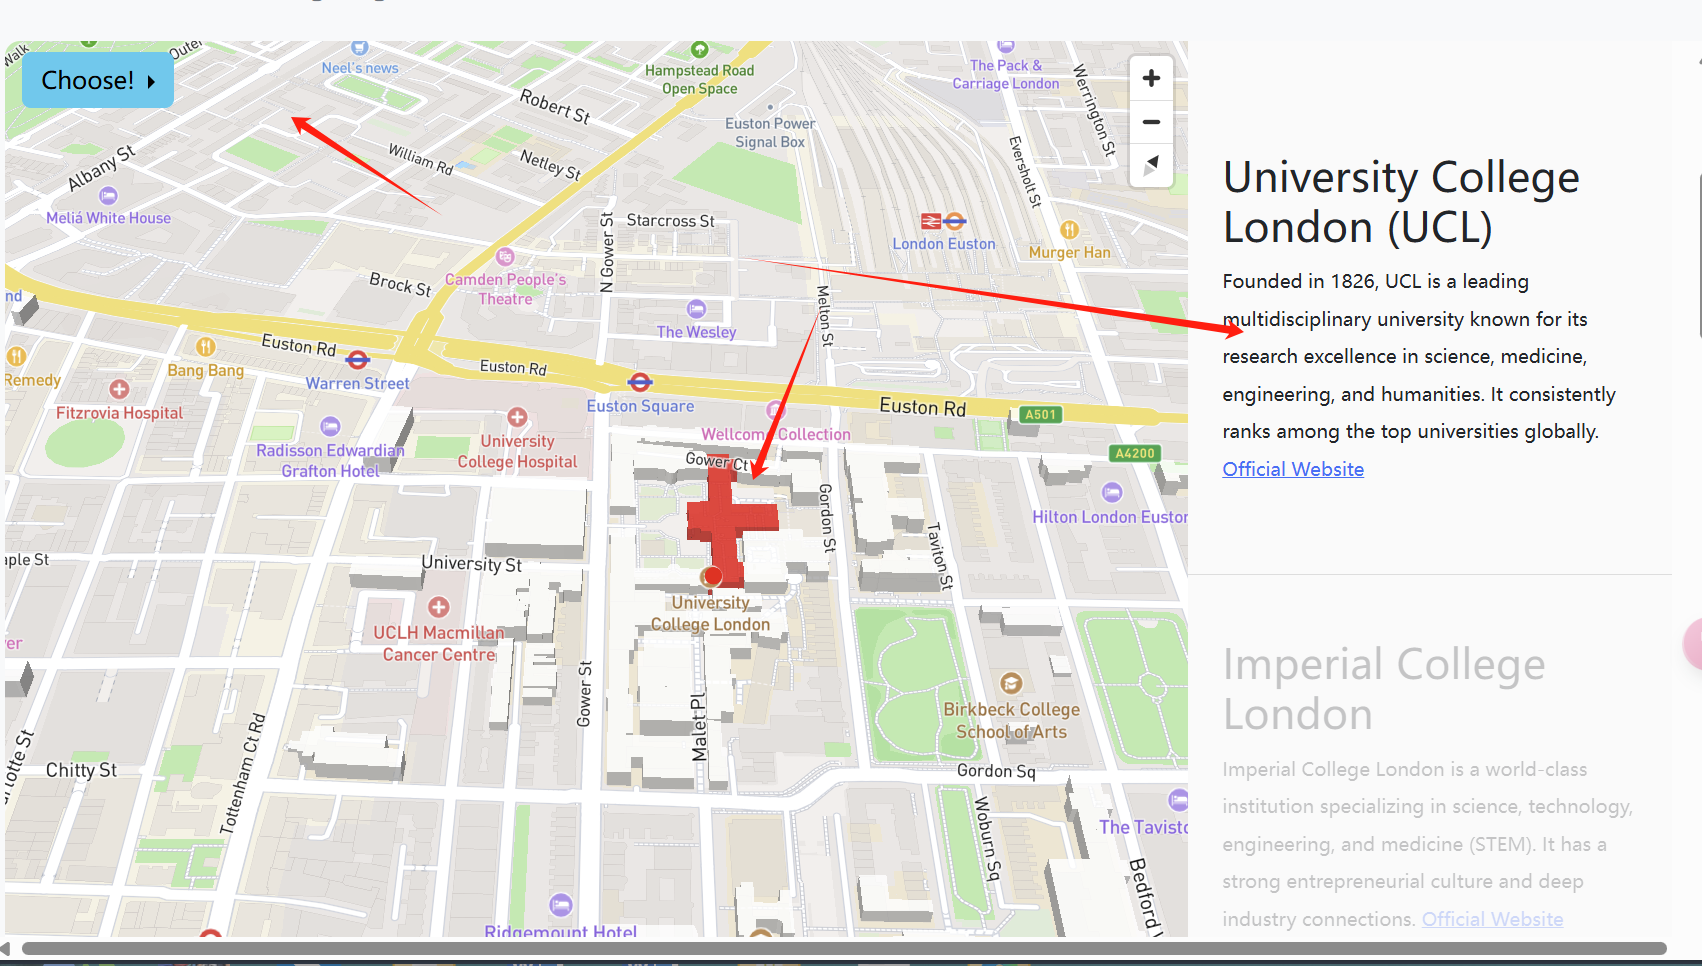 Walk
Outer
Choose!
Neel's news
Hampstead Road
Open Space
The Pack &
Carriage London
Werrington St
Robert St
Euston Power
Signal Box
Albany St
William Rd
Netley St
Eversholt St
Meliá White House
N Gower St
Starcross St
London Euston
Murger Han
Camden People's
Theatre
Brock St
nd
The Wesley
Melton St
Euston Rd
Bang Bang
Warren Street
Euston Rd
Remedy
Euston Square
Euston Rd
A501
Fitzrovia Hospital
Radisson Edwardian
Grafton Hotel
University
College Hospital
Wellcome Collection
A4200
Gower Ct
Gordon St
Hilton London Euston
Taviton St
ple St
University St
University
College London
UCLH Macmillan
Cancer Centre
er
Gower St
Malet Pl
Birkbeck College
School of Arts
Tottenham Ct Rd
Chitty St
Gordon Sq
Woburn Sq
The Tavisto
Bedford
Ridgemount Hotel
University College
London (UCL)
Founded in 1826, UCL is a leading
multidisciplinary university known for its
research excellence in science, medicine,
engineering, and humanities. It consistently
ranks among the top universities globally.
Official Website
Imperial College
London
Imperial College London is a world-class
institution specializing in science, technology,
engineering, and medicine (STEM). It has a
strong entrepreneurial culture and deep
industry connections. Official Website